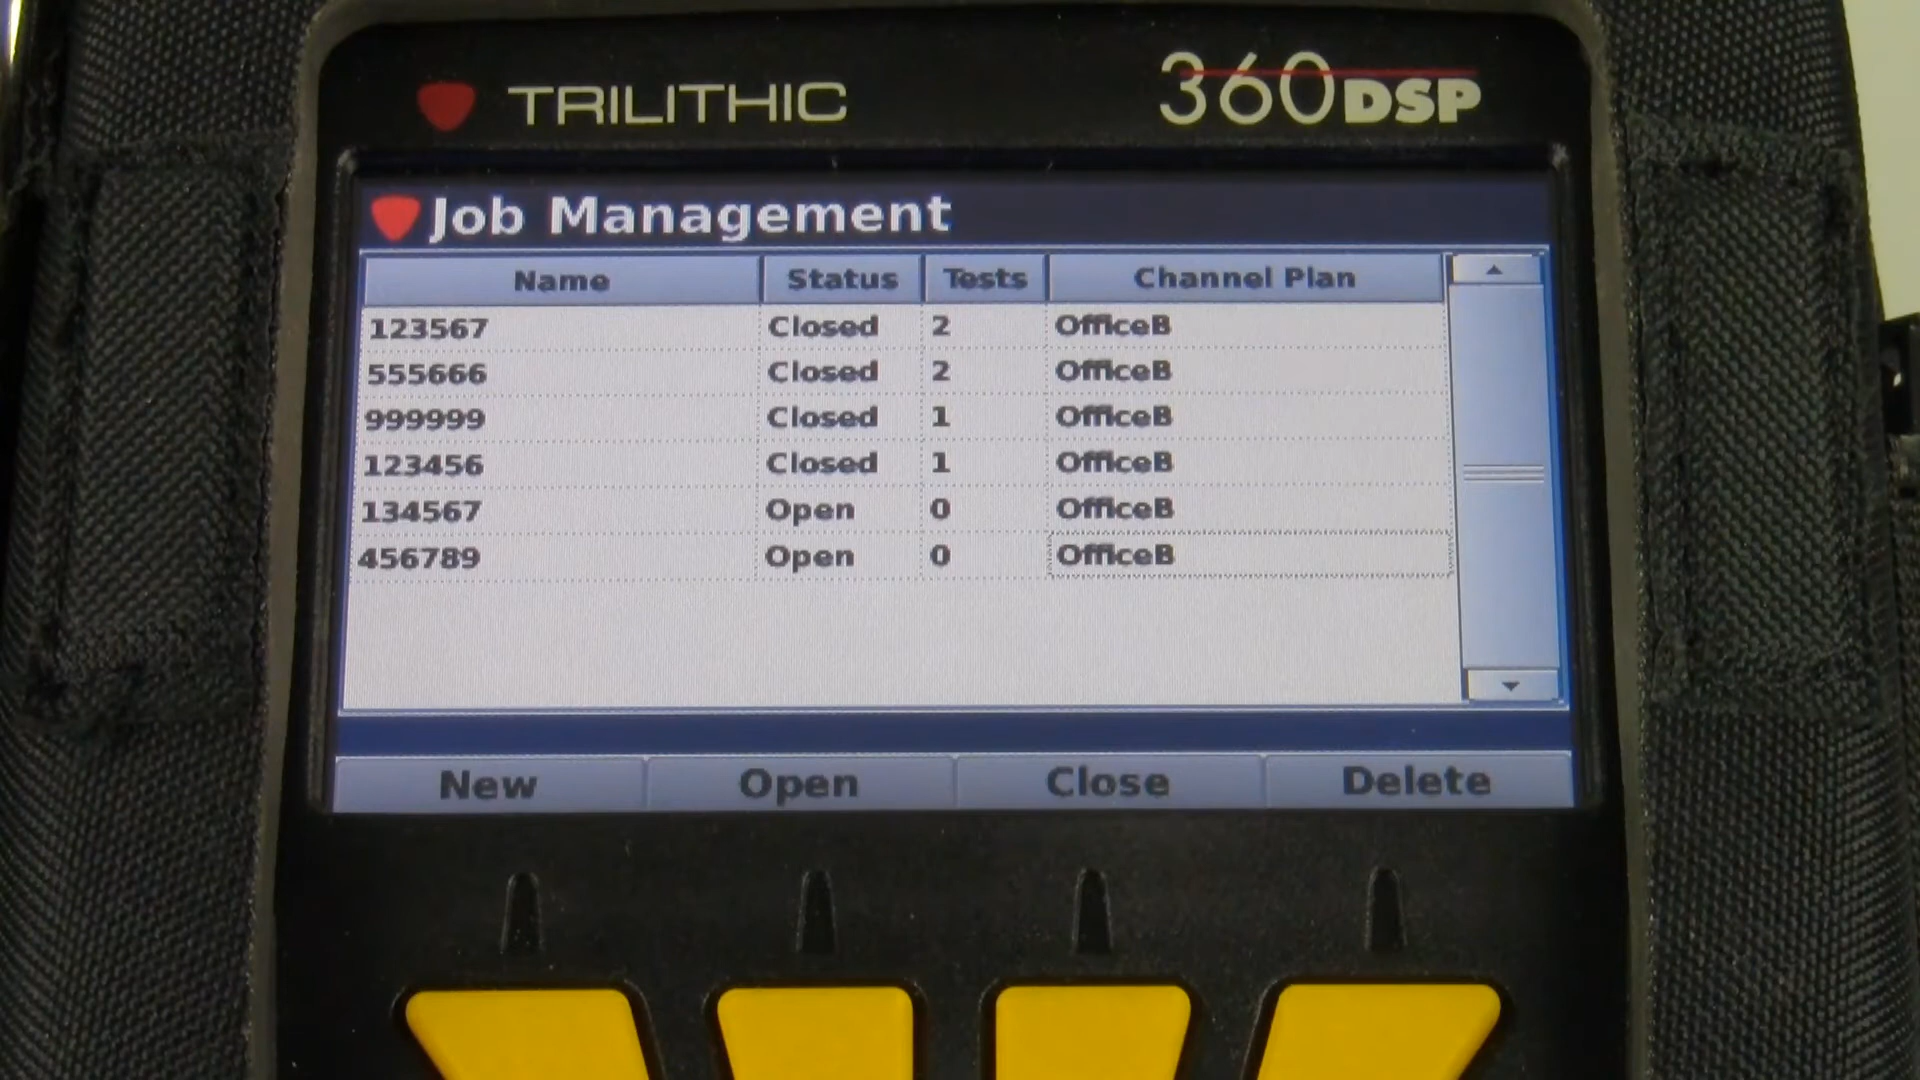 TRILITHIC 360DSP
Job Management
Name Status Tests Channel Plan
123567 Closed 2 OfficeB
555666 Closed 2 OfficeB
999999 Closed 1 OfficeB
123456 Closed 1 OfficeB
134567 Open 0 OfficeB
456789 Open 0 OfficeB
New Open Close Delete